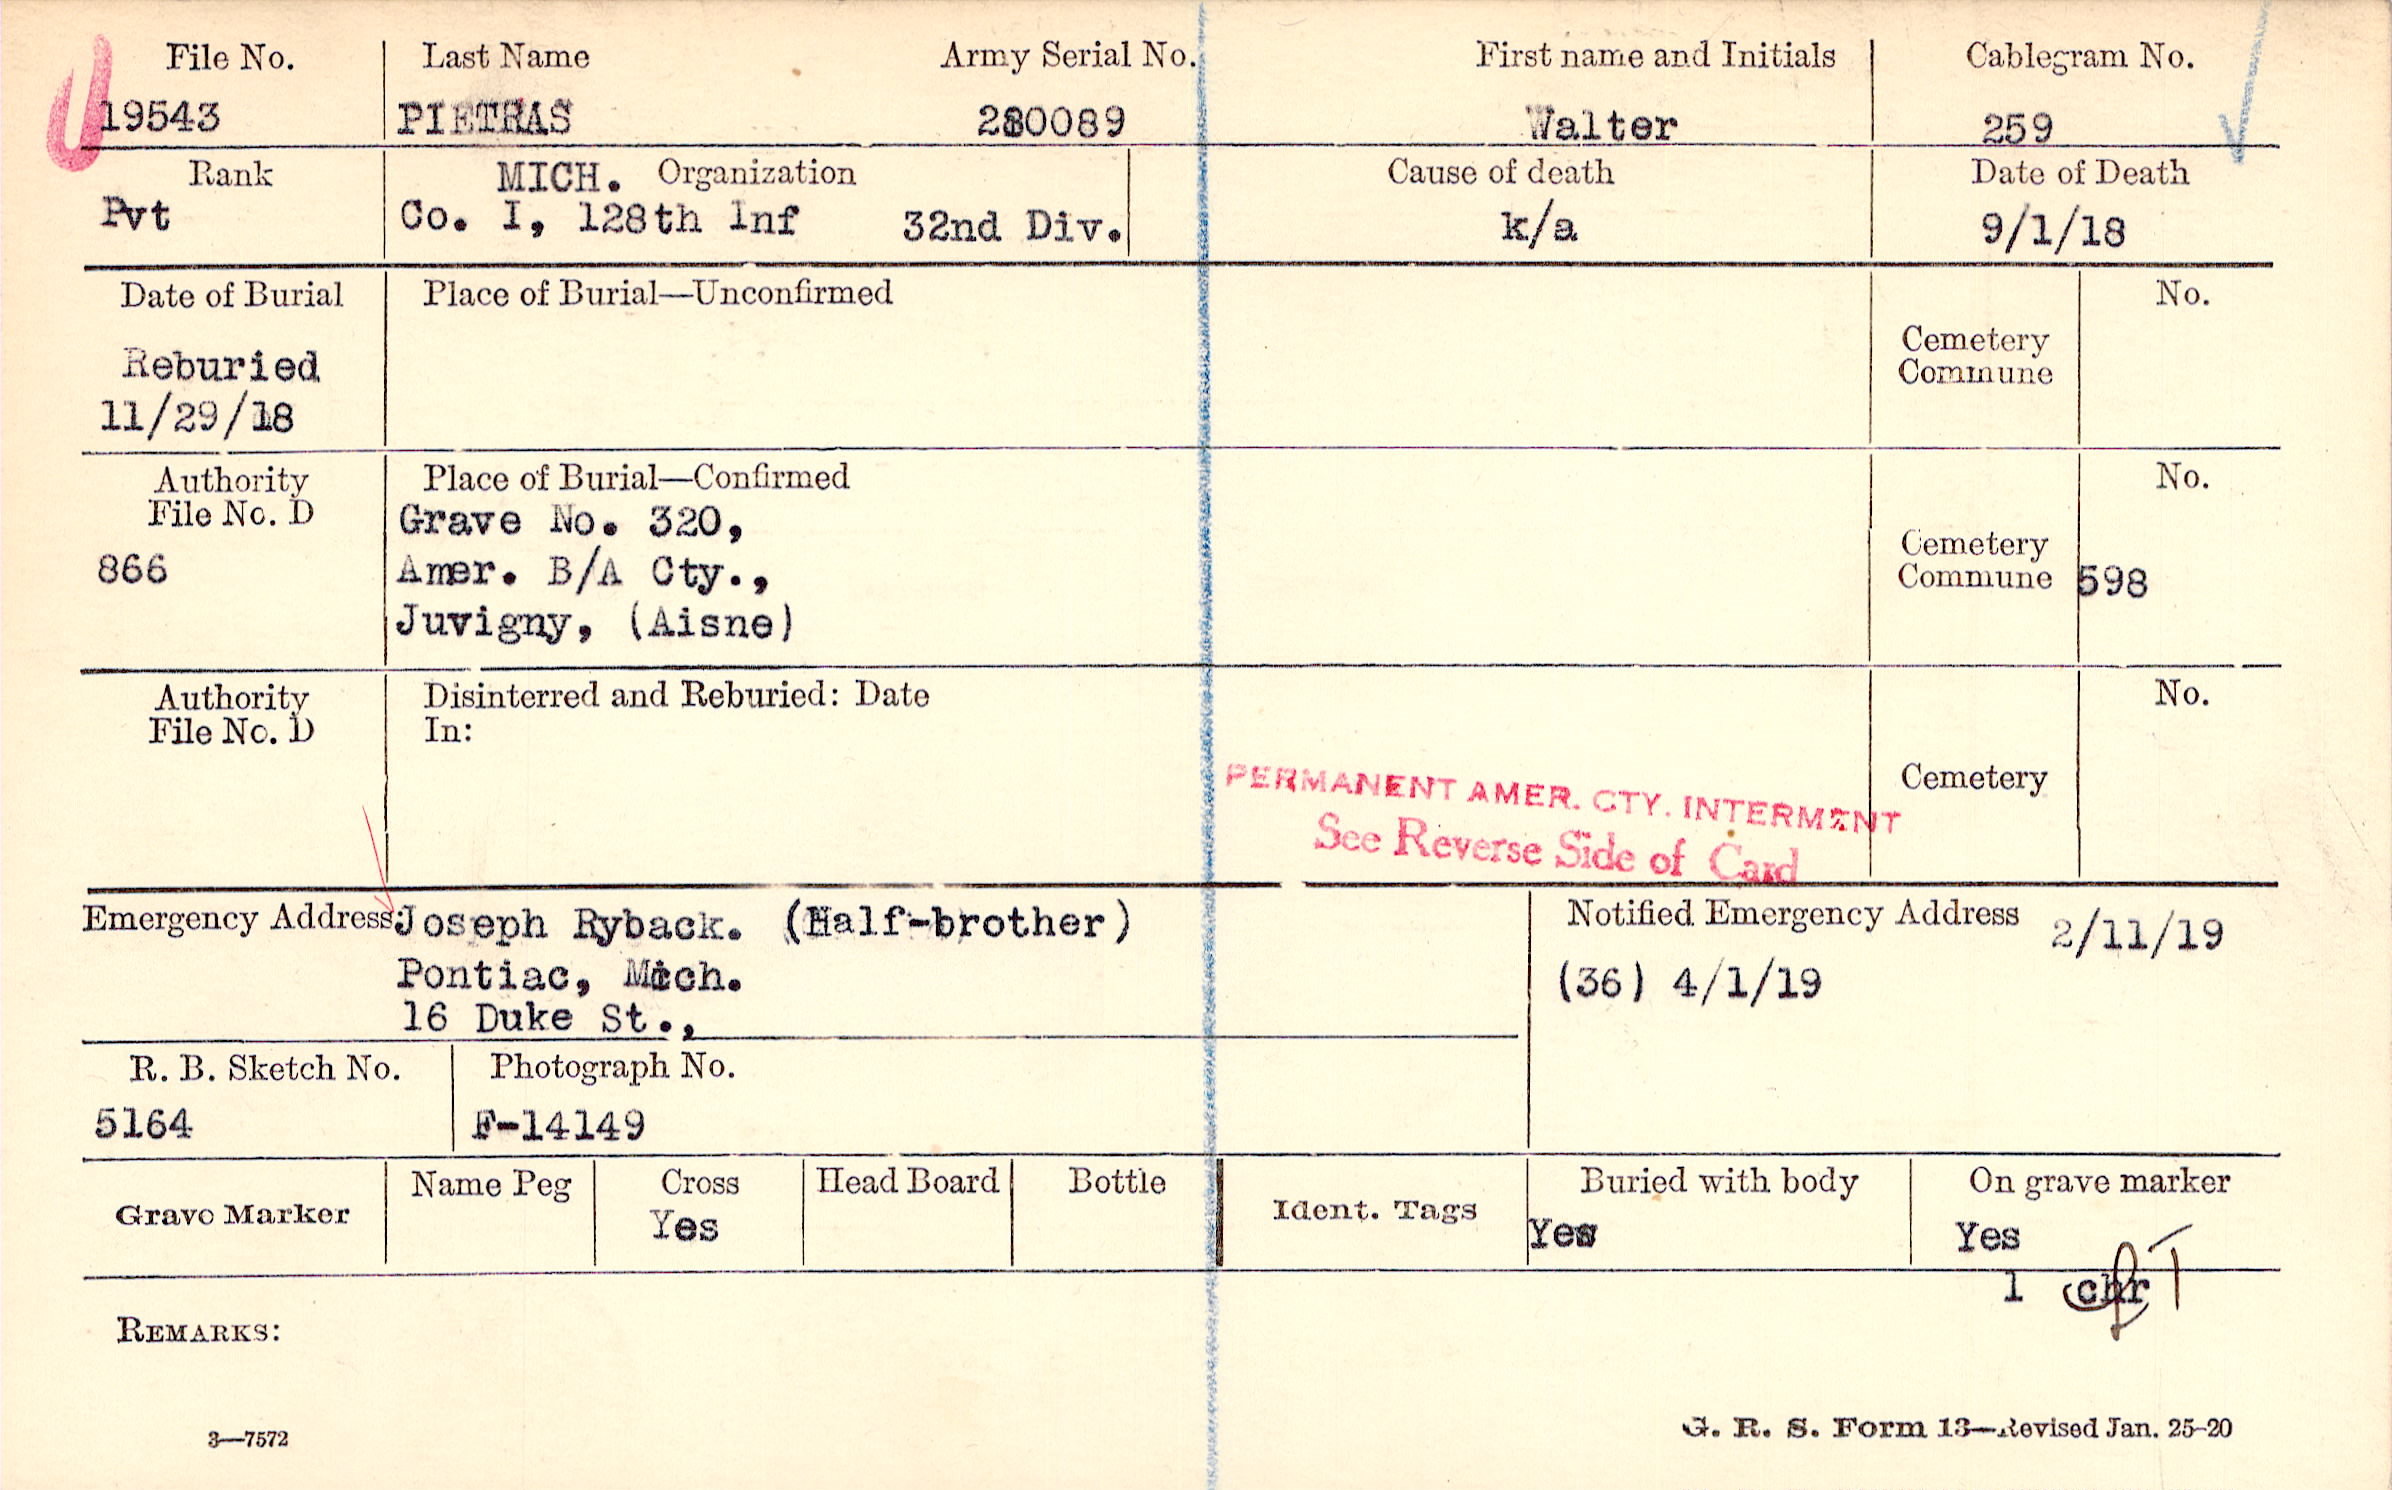 File No. Last Name Army Serial No. First name and Initials Cablegram No.
19543 PIETRAS 280089 Walter 259
Rank MICH. Organization Cause of death Date of Death
Pvt Co. I, 128th Inf 32nd Div. k/a 9/1/18
Date of Burial Place of Burial—Unconfirmed No.
Cemetery
Commune
Reburied
11/29/18
Authority Place of Burial—Confirmed No.
File No. D Grave No. 320,
866 Amer. B/A Cty., Cemetery
Commune 598
Juvigny, (Aisne)
Authority Disinterred and Reburied: Date No.
File No. D In:
Cemetery
PERMANENT AMER. CTY. INTERMENT
See Reverse Side of Card
Emergency Address: Joseph Ryback. (Half-brother) Notified Emergency Address 2/11/19
Pontiac, Mich. (36) 4/1/19
16 Duke St.,
R. B. Sketch No. Photograph No.
5164 F-14149
Grave Marker Name Peg Cross Head Board Bottle Ident. Tags Buried with body On grave marker
Yes Yes Yes
1 chr
REMARKS:
3—7572 G. R. S. Form 13—Revised Jan. 25-20